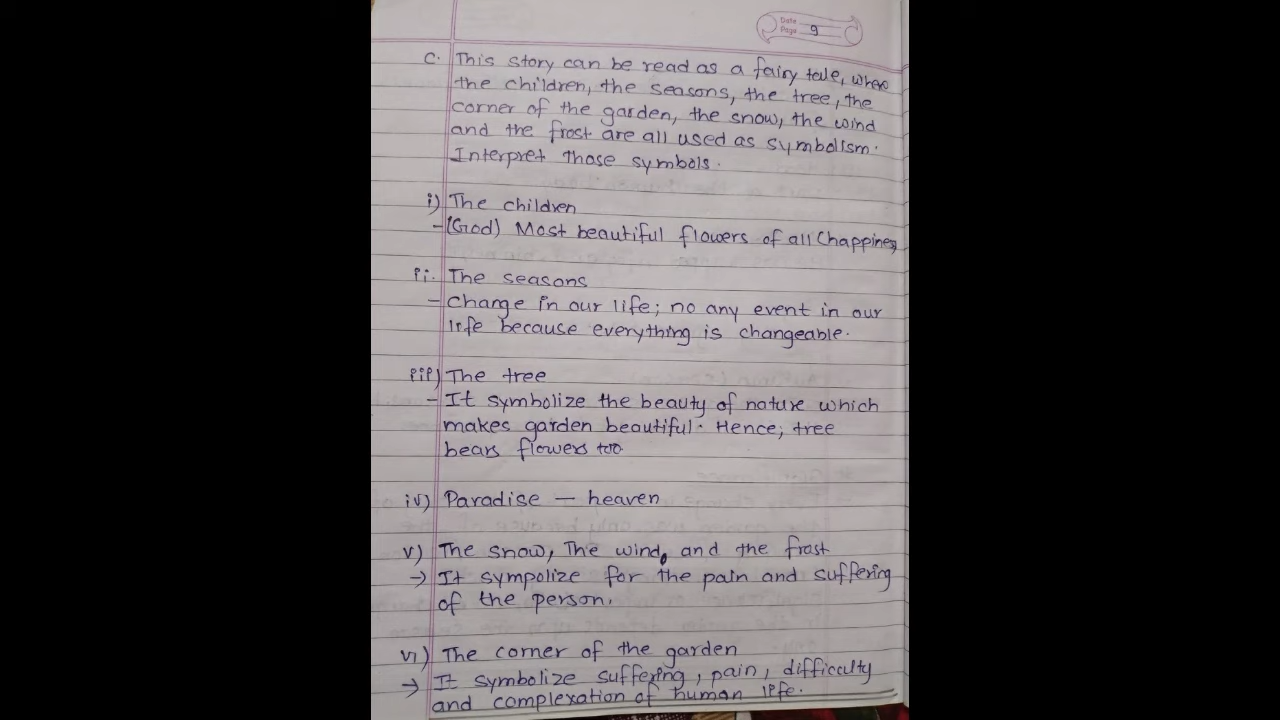 Date
Page 9
C. This story can be read as a fairy tale, where
the children, the seasons, the tree, the
corner of the garden, the snow, the wind
and the frost are all used as symbolism.
Interpret those symbols.
i) The children
- (God) Most beautiful flowers of all (happines)
ii. The seasons
- Change in our life; no any event in our
life because everything is changeable.
iii) The tree
- It symbolize the beauty of nature which
makes garden beautiful. Hence, tree
bears flowers too
iv) Paradise - heaven
v) The snow, The wind, and the frost
→ It sympolize for the pain and suffering
of the person.
vi) The corner of the garden
→ It symbolize suffering, pain, difficulty
and complexation of human life.